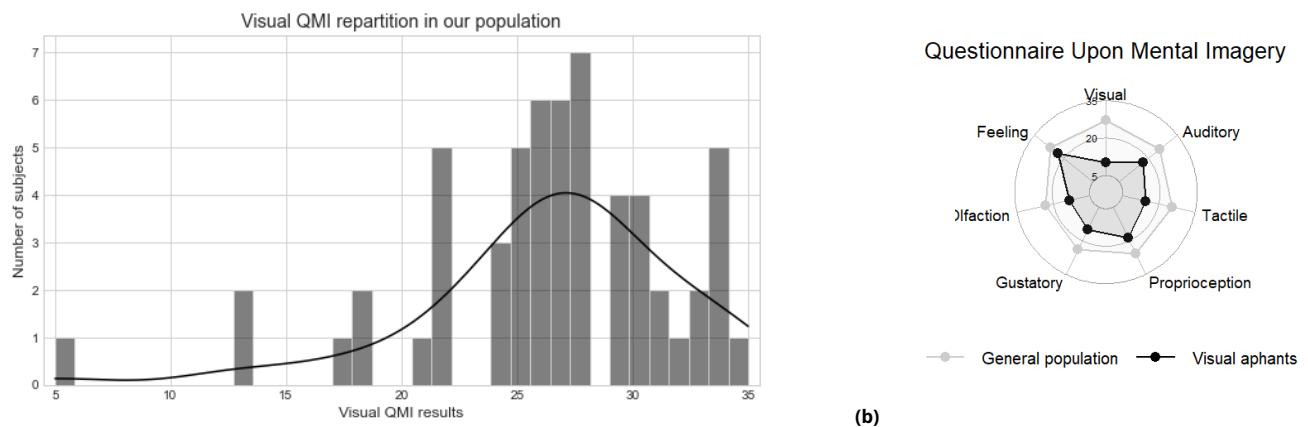 Visual QMI repartition in our population
7
6
5
4
3
2
1
0
Number of subjects
5 10 15 20 25 30 35
Visual QMI results
(b)
Questionnaire Upon Mental Imagery
Visual
35
20
5
Feeling
Auditory
Olfaction
Tactile
Gustatory
Proprioception
General population
Visual aphants